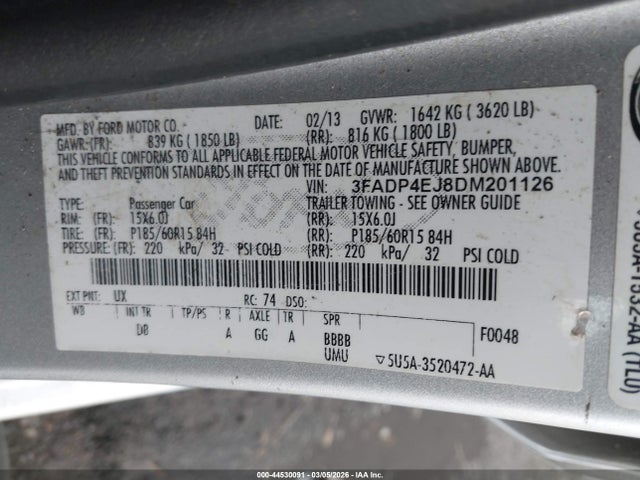 MFD. BY FORD MOTOR CO. DATE: 02/13 GVWR: 1642 KG ( 3620 LB)
GAWR:(FR): 839 KG ( 1850 LB) (RR): 816 KG ( 1800 LB)
THIS VEHICLE CONFORMS TO ALL APPLICABLE FEDERAL MOTOR VEHICLE SAFETY, BUMPER,
AND THEFT PREVENTION STANDARDS IN EFFECT ON THE DATE OF MANUFACTURE SHOWN ABOVE.
VIN: 3FADP4EJ8DM201126
TYPE: Passenger Car TRAILER TOWING - SEE OWNER GUIDE
RIM: (FR): 15X6.0J (RR): 15X6.0J
TIRE: (FR): P185/60R15 84H (RR): P185/60R15 84H
PRESSURE:(FR): 220 kPa/ 32 PSI COLD (RR): 220 kPa/ 32 PSI COLD
EXT PNT: UX RC: 74 DSO:
WB INT TR TP/PS R AXLE TR SPR
D8 A GG A BBBB F0048
UMU ▽5U5A-3520472-AA
(TLU)
00--44530091---03/05/2026---IAA Inc.